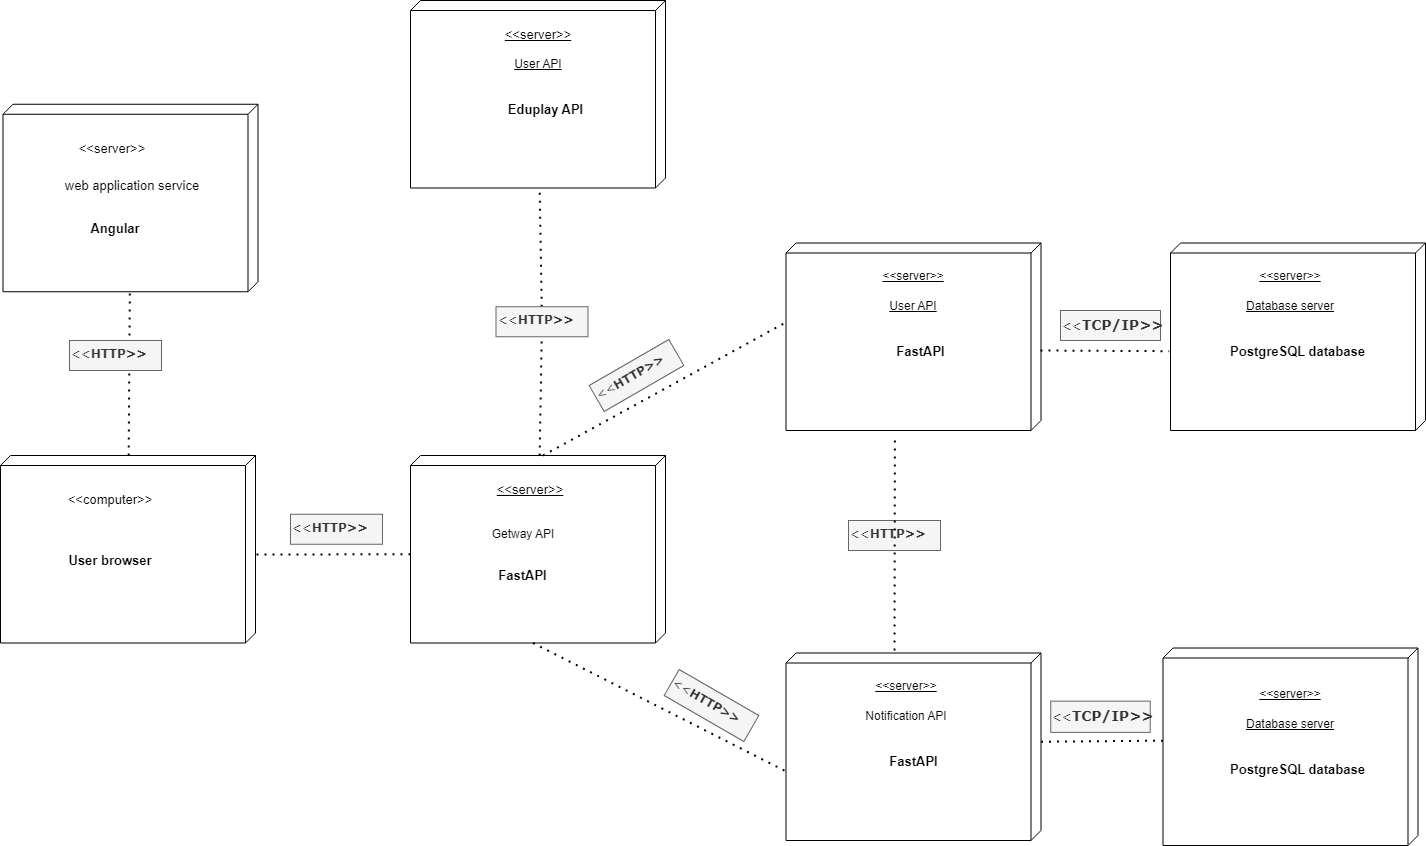 <<server>>
User API
Eduplay API
<<server>>
web application service
Angular
<<HTTP>>
<<HTTP>>
<<HTTP>>
<<server>>
User API
FastAPI
<<TCP/IP>>
<<server>>
Database server
PostgreSQL database
<<computer>>
User browser
<<HTTP>>
<<server>>
Getway API
FastAPI
<<HTTP>>
<<HTTP>>
<<server>>
Notification API
FastAPI
<<TCP/IP>>
<<server>>
Database server
PostgreSQL database